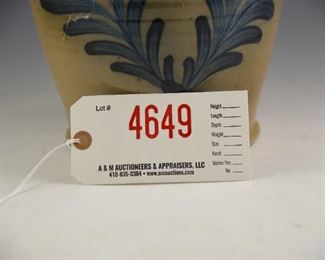 Lot #
4649
Height
Length
Depth
Weight
Size
Karat
Works Yes
No
A & M AUCTIONEERS & APPRAISERS, LLC
410-835-0384 • www.amauctions.com